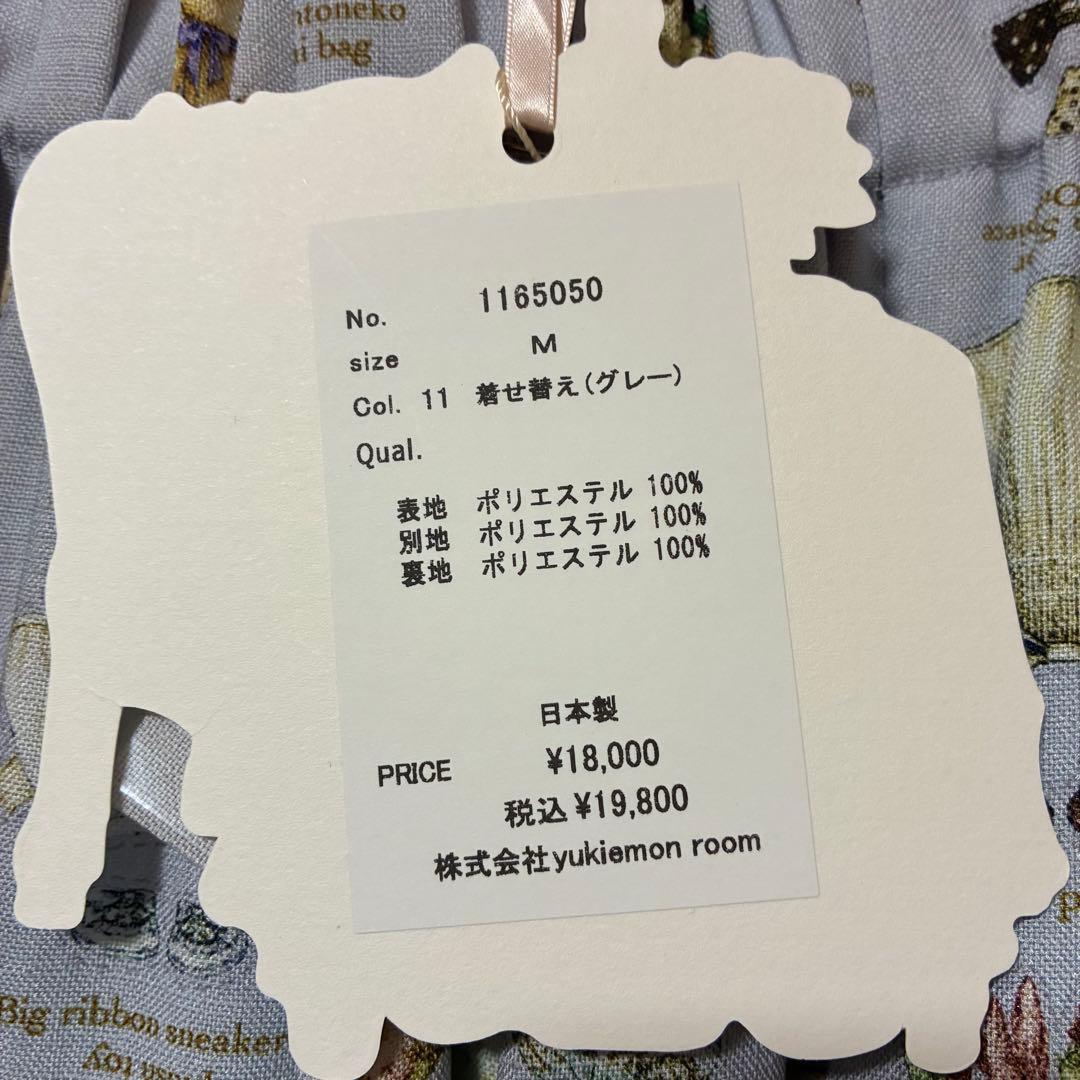 bag
No. 1165050
size M
Col. 11 着せ替え(グレー)
Qual.
表地 ポリエステル 100%
別地 ポリエステル 100%
裏地 ポリエステル 100%
日本製
PRICE ¥18,000
税込 ¥19,800
株式会社yukiemon room
Big ribbon sneaker
toy